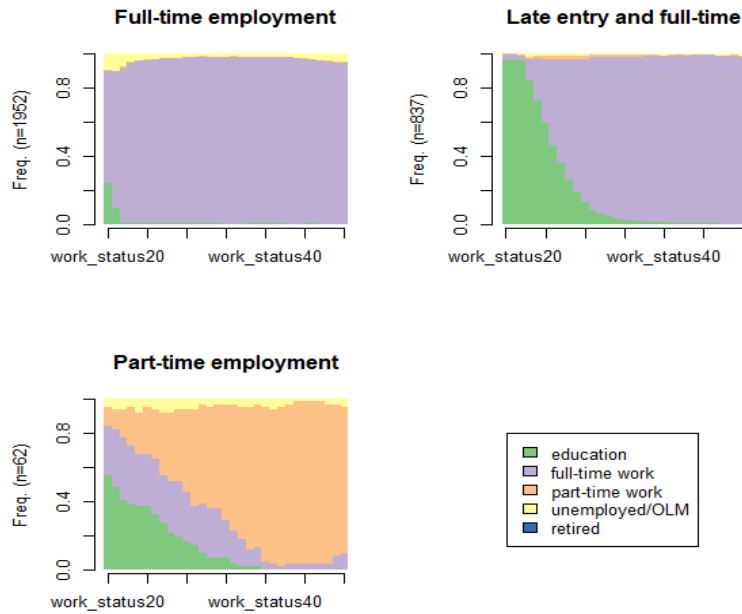 Full-time employment
Late entry and full-time
Freq. (n=1952)
0.0 0.4 0.8
work_status20 work_status40
Freq. (n=837)
0.0 0.4 0.8
work_status20 work_status40
Part-time employment
Freq. (n=62)
0.0 0.4 0.8
work_status20 work_status40
education
full-time work
part-time work
unemployed/OLM
retired